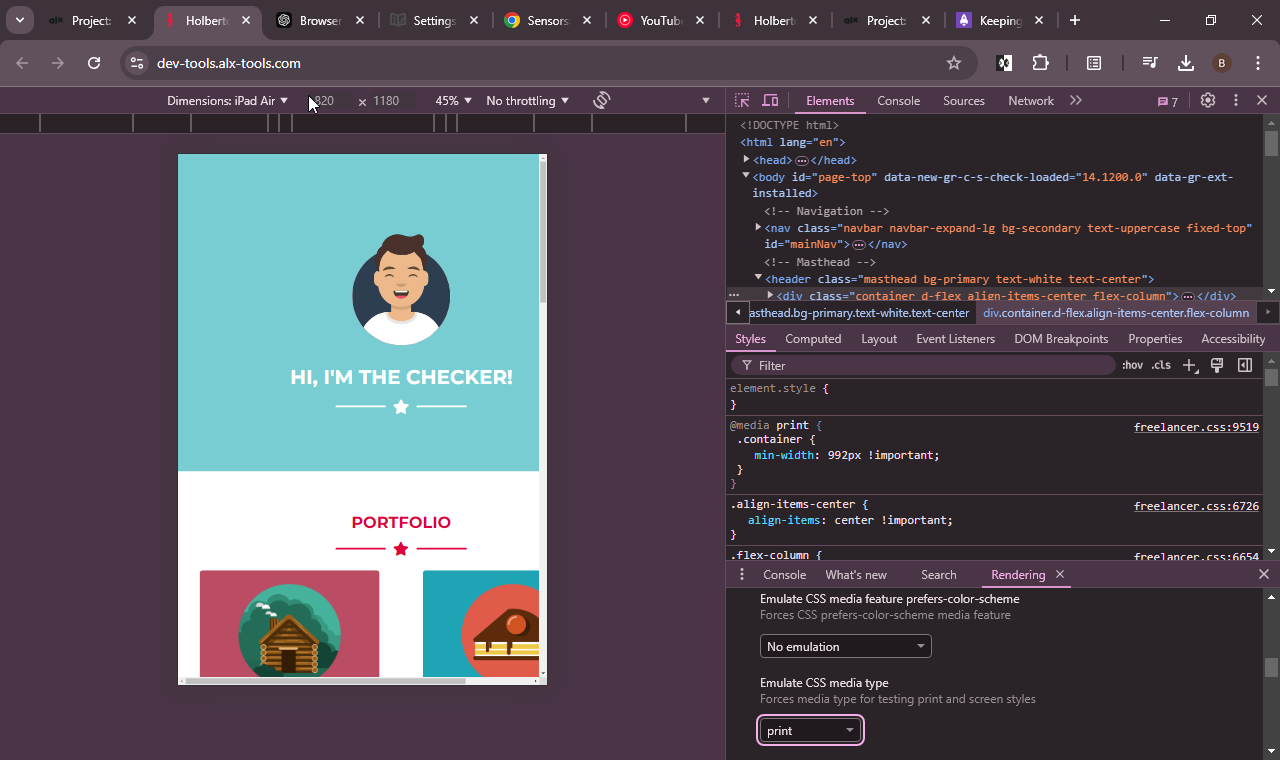 Project: Holberte Browser Settings Sensors YouTube Holberte Project: Keeping
dev-tools.alx-tools.com
B
Dimensions: iPad Air 820 × 1180 45% No throttling
Elements Console Sources Network 7
<!DOCTYPE html>
<html lang="en">
<head> </head>
<body id="page-top" data-new-gr-c-s-check-loaded="14.1200.0" data-gr-ext-
installed>
<!-- Navigation -->
<nav class="navbar navbar-expand-lg bg-secondary text-uppercase fixed-top"
id="mainNav"> </nav>
<!-- Masthead -->
<header class="masthead bg-primary text-white text-center">
<div class="container d-flex align-items-center flex-column"> </div>
asthead.bg-primary.text-white.text-center div.container.d-flex.align-items-center.flex-column
Styles Computed Layout Event Listeners DOM Breakpoints Properties Accessibility
Filter :hov .cls
element.style {
}
@media print { freelancer.css:9519
.container {
min-width: 992px !important;
}
}
.align-items-center { freelancer.css:6726
align-items: center !important;
}
.flex-column { freelancer.css:6654
Console What's new Search Rendering
Emulate CSS media feature prefers-color-scheme
Forces CSS prefers-color-scheme media feature
No emulation
Emulate CSS media type
Forces media type for testing print and screen styles
print
HI, I'M THE CHECKER!
PORTFOLIO